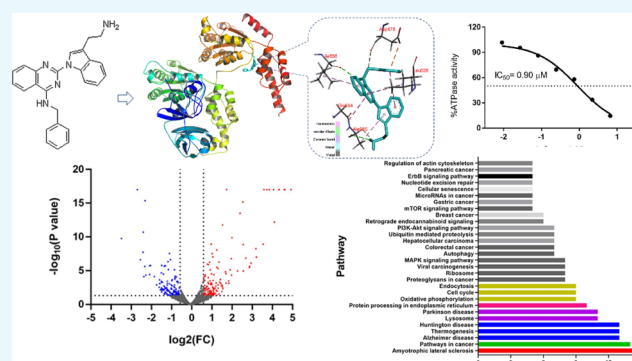 NH₂
N
N
N
HN
%ATPase activity
120
90
60
30
0
IC₅₀= 0.90 μM
-2
-1
0
1
-log₁₀(P value)
20
15
10
5
0
-5
-4
-3
-2
-1
0
1
2
3
4
5
log2(FC)
Pathway
Regulation of actin cytoskeleton
Pancreatic cancer
ErbB signaling pathway
Nucleotide excision repair
Cellular senescence
MicroRNAs in cancer
Gastric cancer
mTOR signaling pathway
Breast cancer
Retrograde endocannabinoid signaling
PI3K-Akt signaling pathway
Ubiquitin mediated proteolysis
Hepatocellular carcinoma
Colorectal cancer
Autophagy
MAPK signaling pathway
Viral carcinogenesis
Ribosome
Proteoglycans in cancer
Endocytosis
Cell cycle
Oxidative phosphorylation
Protein processing in endoplasmic reticulum
Parkinson disease
Lysosome
Huntington disease
Thermogenesis
Alzheimer disease
Pathways in cancer
Amyotrophic lateral sclerosis